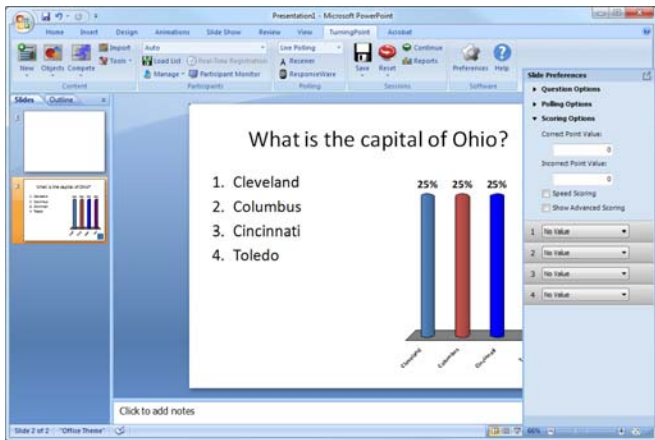 Presentation1 - Microsoft PowerPoint
Home Insert Design Animations Slide Show Review View TurningPoint Acrobat
New Objects Compete Import Team
Auto
Load List Real-Time Registration
Manage Participant Monitor
Live Polling
Receiver
ResponseWare
Save Reset Continue Reports
Preferences Help
Content Participants Polling Sessions Software
Slides Outline
What is the capital of Ohio?
1. Cleveland
2. Columbus
3. Cincinnati
4. Toledo
25% 25% 25%
Cleveland Columbus Cincinnati
Slide Preferences
Question Options
Polling Options
Scoring Options
Correct Point Value:
0
Incorrect Point Value:
0
Speed Scoring
Show Advanced Scoring
1 No Value
2 No Value
3 No Value
4 No Value
Click to add notes
Slide 2 of 2 "Office Theme" 66%